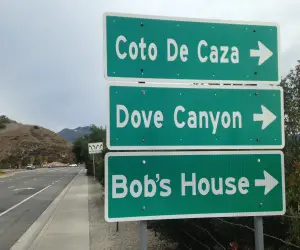 Coto De Caza →
Dove Canyon →
Bob's House →